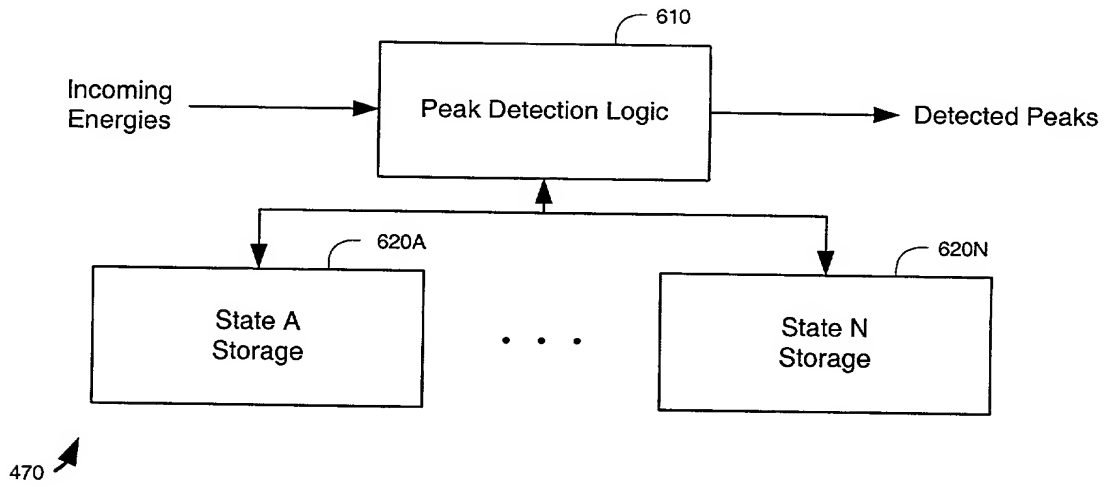 610
Incoming
Energies
Peak Detection Logic
Detected Peaks
620A
620N
State A
Storage
. . .
State N
Storage
470